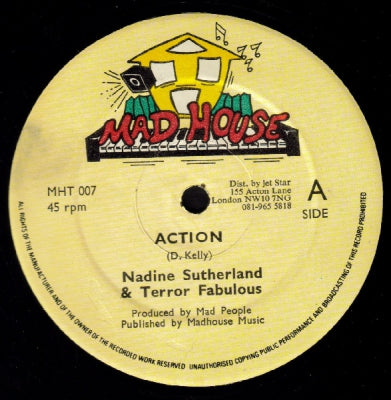 MAD HOUSE
MHT 007
45 rpm
Dist. by Jet Star
155 Acton Lane
London NW10 7NG
081-965 5818
A
SIDE
ACTION
(D. Kelly)
Nadine Sutherland
& Terror Fabulous
Produced by Mad People
Published by Madhouse Music
ALL RIGHTS OF THE MANUFACTURER AND OF THE OWNER OF THE RECORDED WORK RESERVED UNAUTHORISED COPYING PUBLIC PERFORMANCE AND BROADCASTING OF THIS RECORD PROHIBITED